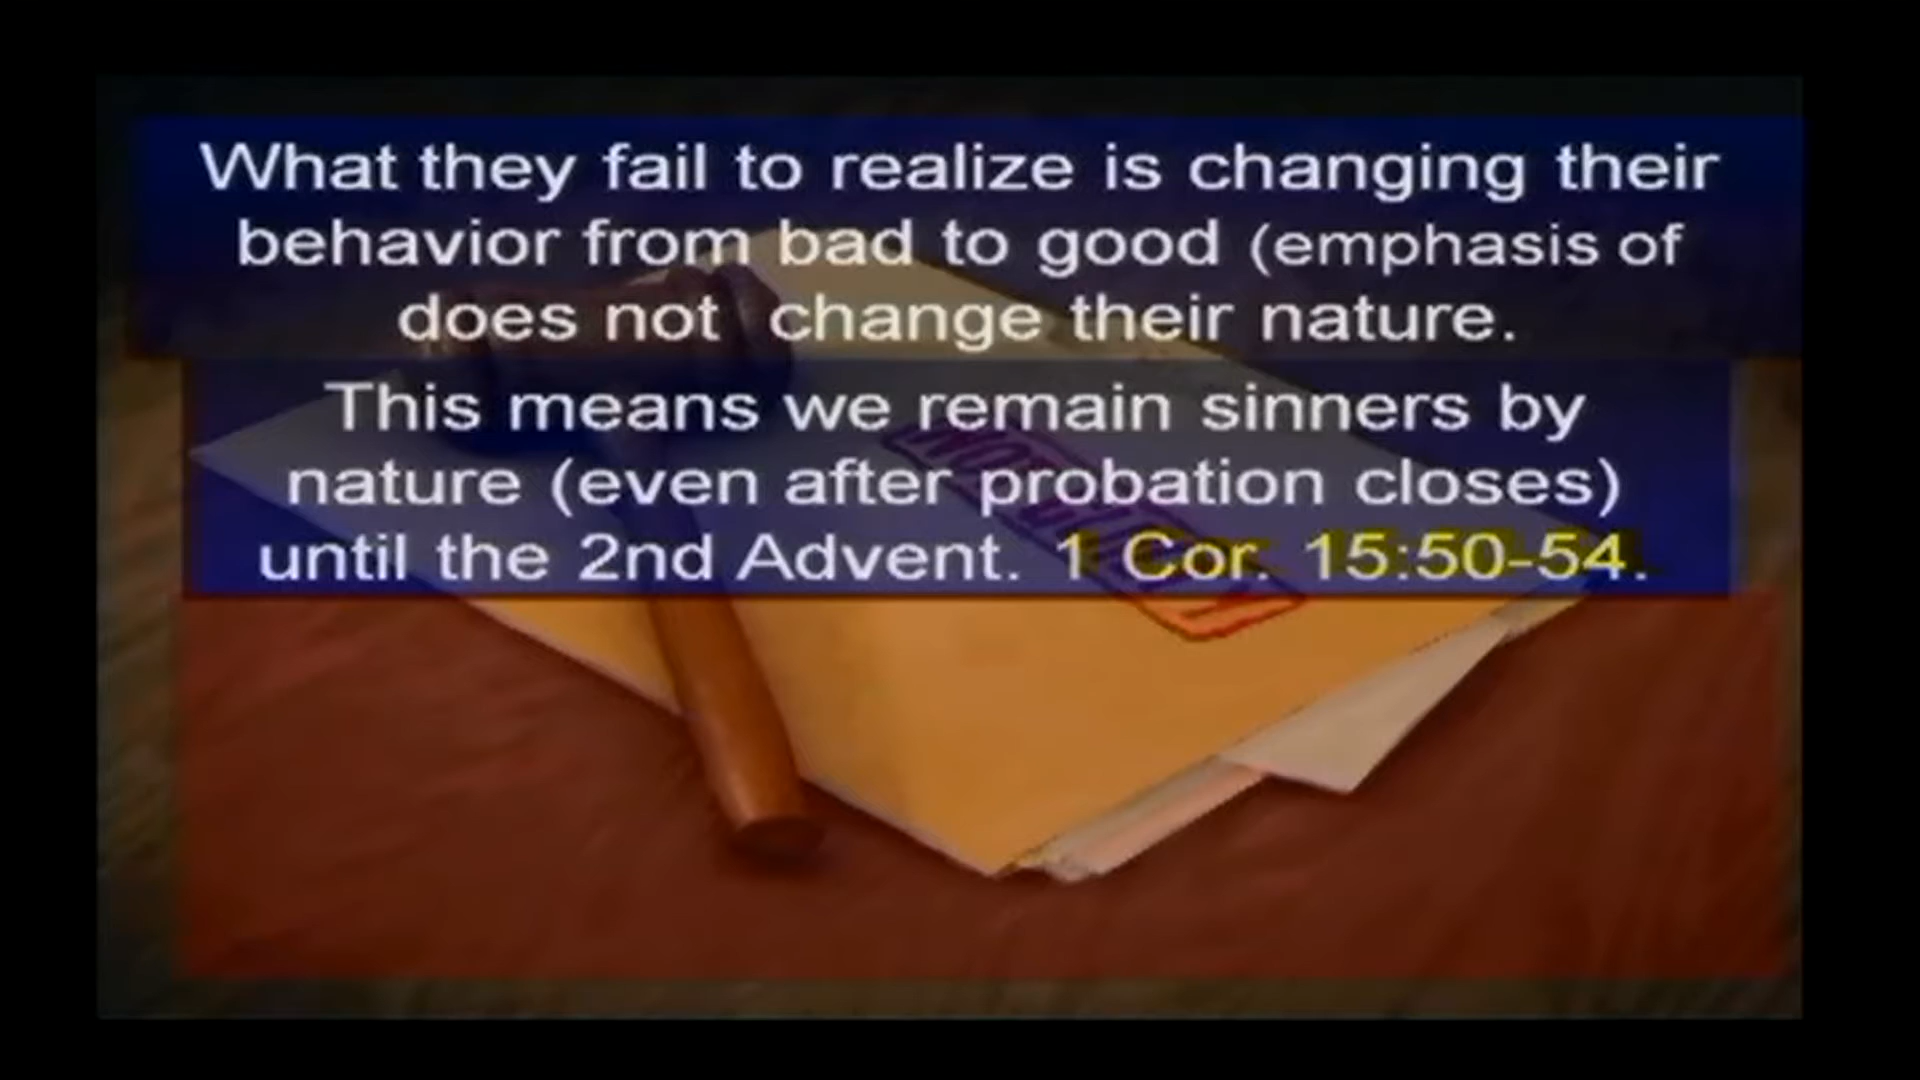 What they fail to realize is changing their
behavior from bad to good (emphasis of
does not change their nature.
This means we remain sinners by
nature (even after probation closes)
until the 2nd Advent. 1 Cor. 15:50-54.
NOT GUILTY